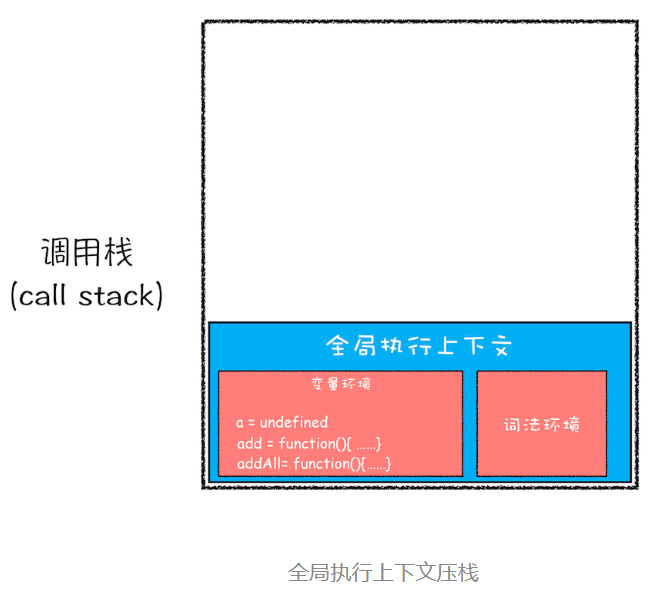 调用栈
(call stack)
全局执行上下文
变量环境
a = undefined
add = function(){ ......}
addAll= function(){......}
词法环境
全局执行上下文压栈